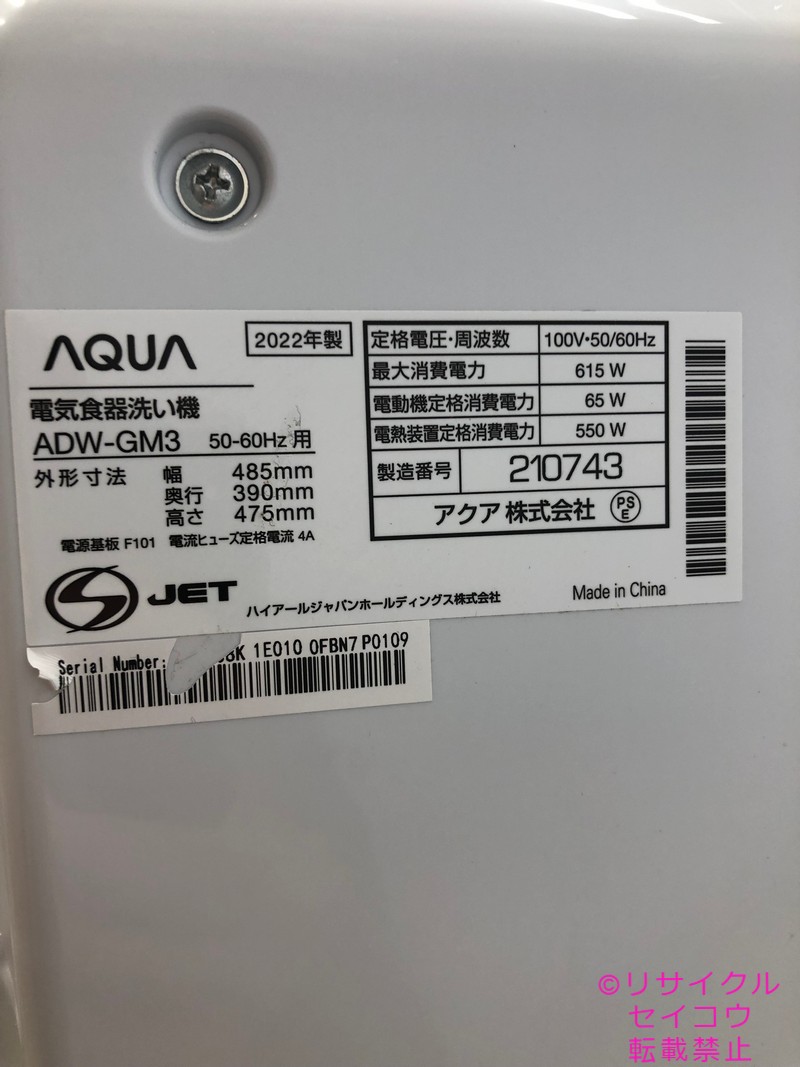 AQUA
2022年製
電気食器洗い機
ADW-GM3 50-60Hz 用
外形寸法 幅 485mm
奥行 390mm
高さ 475mm
電源基板 F101 電流ヒューズ定格電流 4A
JET
ハイアールジャパンホールディングス株式会社
定格電圧・周波数 100V・50/60Hz
最大消費電力 615 W
電動機定格消費電力 65 W
電熱装置定格消費電力 550 W
製造番号 210743
アクア 株式会社 PS E
Made in China
Serial Number: 1E010 0FBN7 P0109
©リサイクル
セイコウ
転載禁止